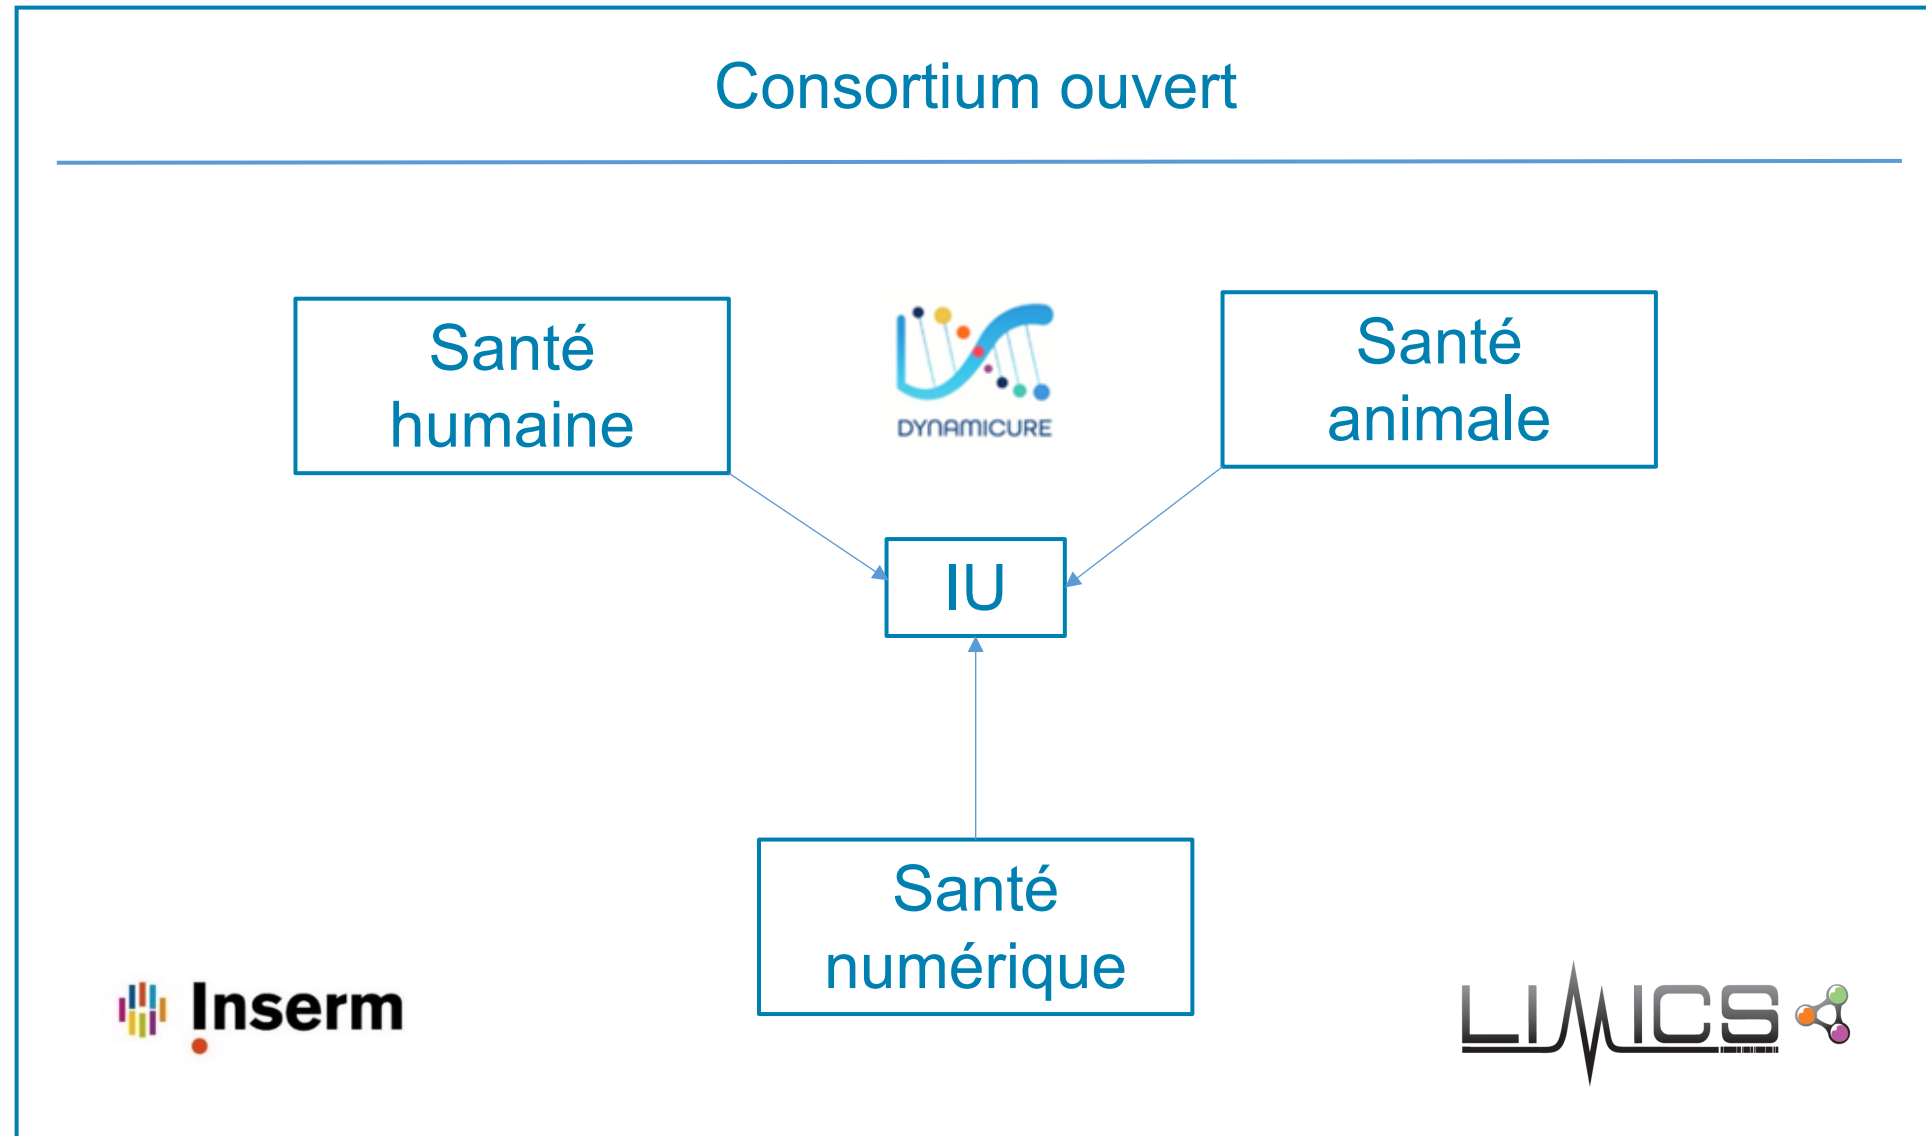 Consortium ouvert
Santé
humaine
DYNAMICURE
Santé
animale
IU
Santé
numérique
Inserm
LIMICS